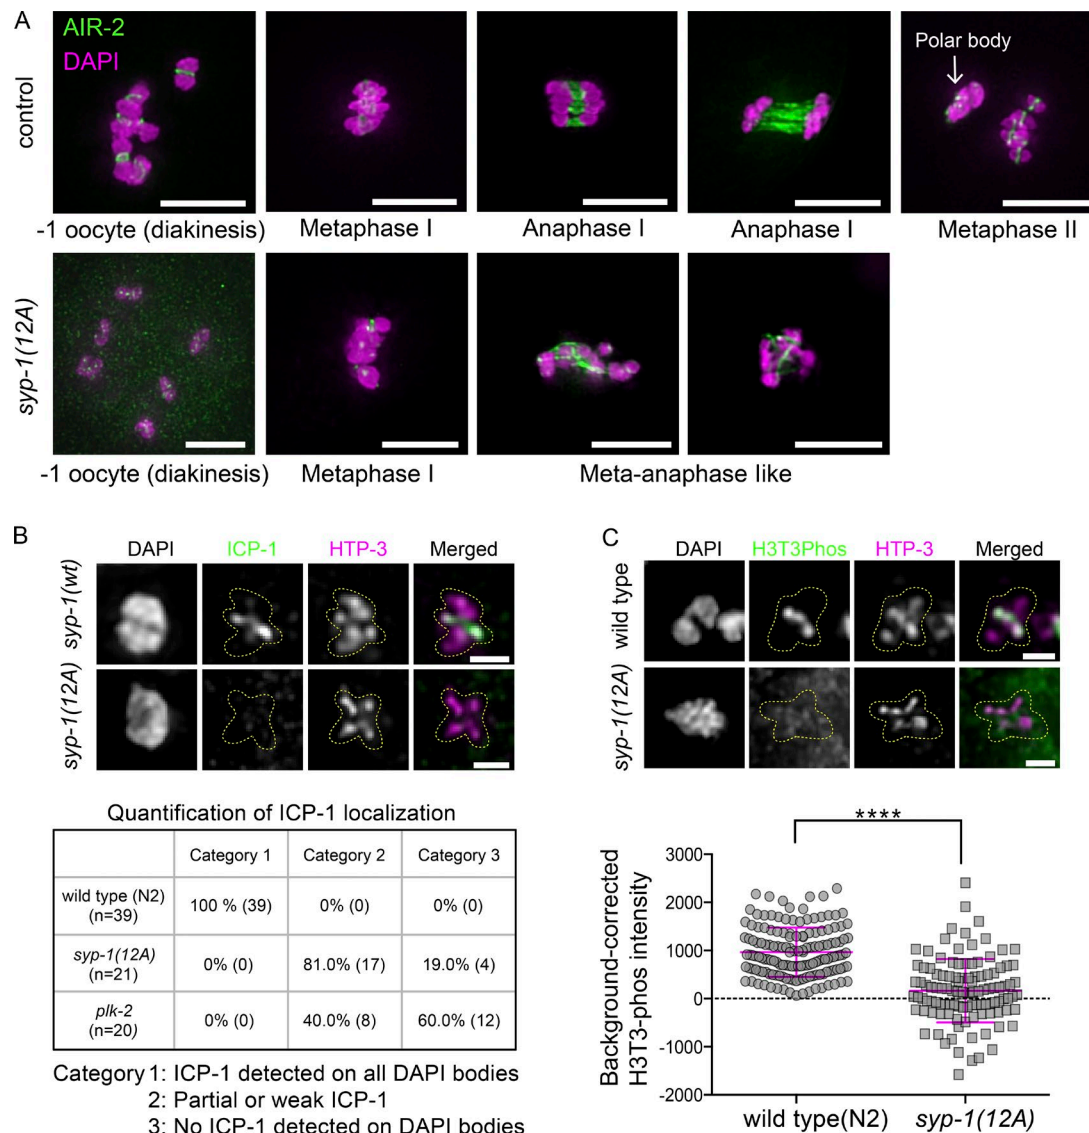 A
AIR-2
DAPI
control
Polar body
-1 oocyte (diakinesis)
Metaphase I
Anaphase I
Anaphase I
Metaphase II
syp-1(12A)
-1 oocyte (diakinesis)
Metaphase I
Meta-anaphase like
B
DAPI
ICP-1
HTP-3
Merged
syp-1(wt)
syp-1(12A)
Quantification of ICP-1 localization
Category 1
Category 2
Category 3
wild type (N2)
(n=39)
100 % (39)
0% (0)
0% (0)
syp-1(12A)
(n=21)
0% (0)
81.0% (17)
19.0% (4)
plk-2
(n=20)
0% (0)
40.0% (8)
60.0% (12)
Category 1: ICP-1 detected on all DAPI bodies
2: Partial or weak ICP-1
3: No ICP-1 detected on DAPI bodies
C
DAPI
H3T3Phos
HTP-3
Merged
wild type
syp-1(12A)
****
Background-corrected
H3T3-phos intensity
3000
2000
1000
0
-1000
-2000
wild type(N2)
syp-1(12A)